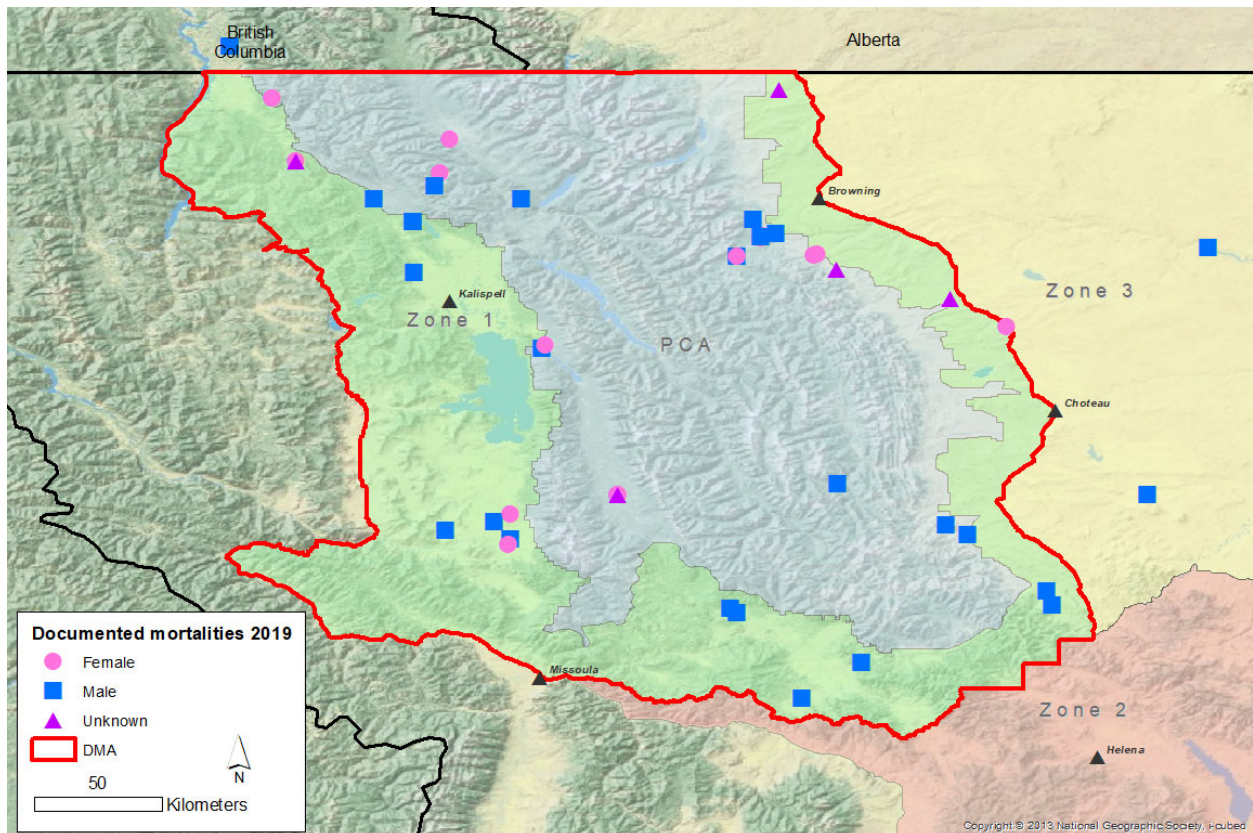 British
Columbia
Alberta
Browning
Kalispell
Zone 1
Zone 3
PCA
Choteau
Documented mortalities 2019
Female
Male
Unknown
DMA
50
Kilometers
N
Missoula
Zone 2
Helena
Copyright:© 2013 National Geographic Society, i-cubed